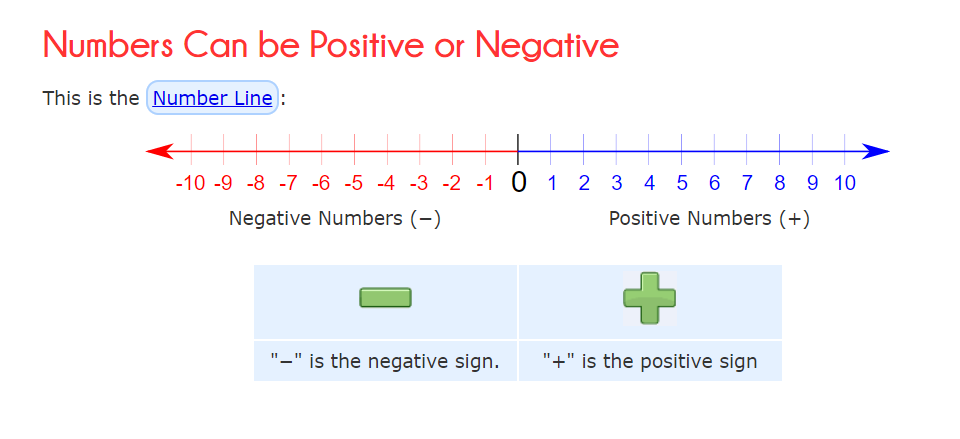 Numbers Can be Positive or Negative
This is the Number Line:
-10 -9 -8 -7 -6 -5 -4 -3 -2 -1 0 1 2 3 4 5 6 7 8 9 10
Negative Numbers (−) Positive Numbers (+)
"−" is the negative sign. "+" is the positive sign